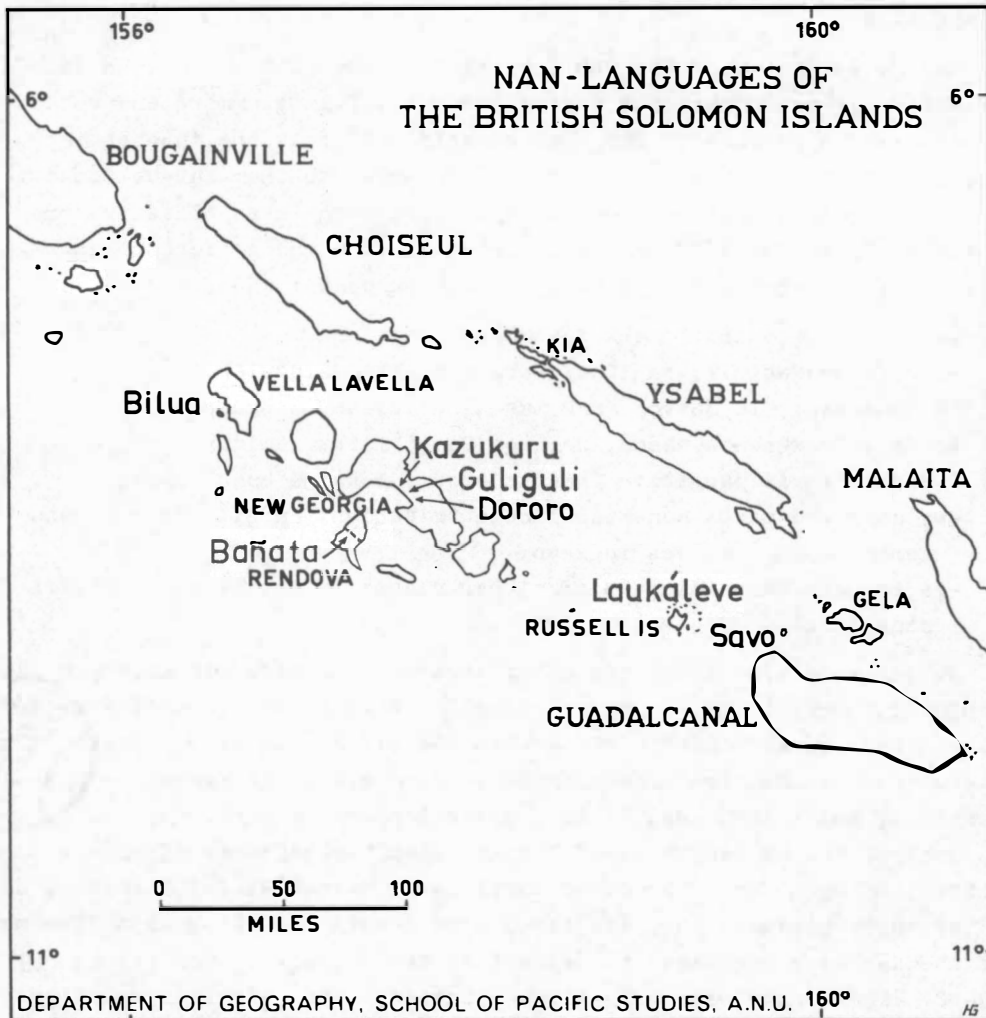 156°
160°
NAN-LANGUAGES OF
THE BRITISH SOLOMON ISLANDS
6°
6°
BOUGAINVILLE
CHOISEUL
KIA
VELLA LAVELLA
YSABEL
Bilua
Kazukuru
Guliguli
MALAITA
NEW GEORGIA
Dororo
Bañata
RENDOVA
Laukáleve
GELA
RUSSELL IS
Savo
GUADALCANAL
0 50 100
MILES
11°
11°
DEPARTMENT OF GEOGRAPHY, SCHOOL OF PACIFIC STUDIES, A.N.U.
160°
HG